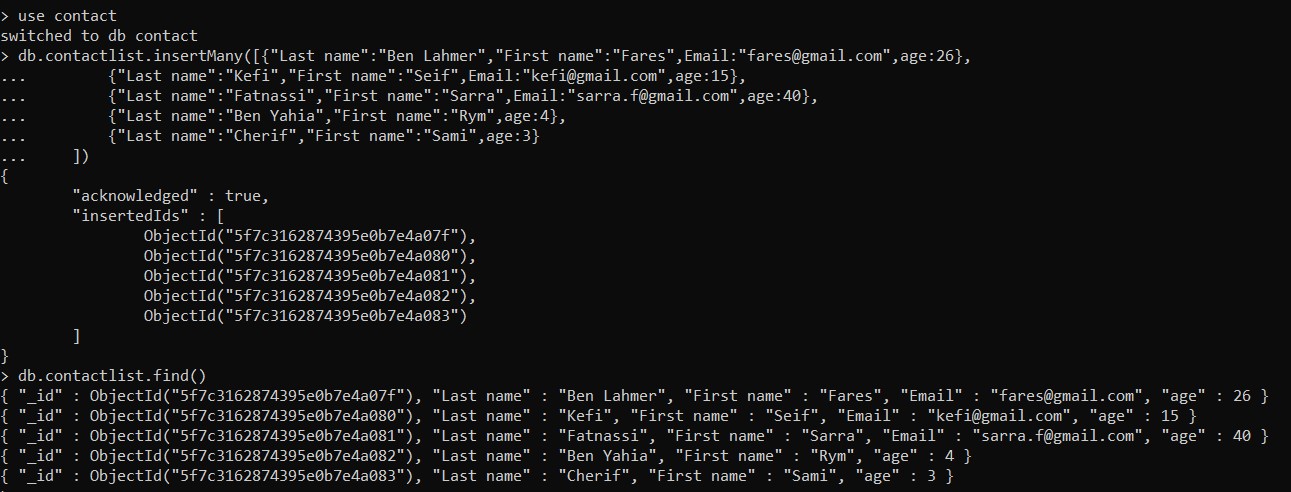 > use contact
switched to db contact
> db.contactlist.insertMany([{"Last name":"Ben Lahmer","First name":"Fares",Email:"fares@gmail.com",age:26},
...         {"Last name":"Kefi","First name":"Seif",Email:"kefi@gmail.com",age:15},
...         {"Last name":"Fatnassi","First name":"Sarra",Email:"sarra.f@gmail.com",age:40},
...         {"Last name":"Ben Yahia","First name":"Rym",age:4},
...         {"Last name":"Cherif","First name":"Sami",age:3}
...     ])
{
        "acknowledged" : true,
        "insertedIds" : [
                ObjectId("5f7c3162874395e0b7e4a07f"),
                ObjectId("5f7c3162874395e0b7e4a080"),
                ObjectId("5f7c3162874395e0b7e4a081"),
                ObjectId("5f7c3162874395e0b7e4a082"),
                ObjectId("5f7c3162874395e0b7e4a083")
        ]
}
> db.contactlist.find()
{ "_id" : ObjectId("5f7c3162874395e0b7e4a07f"), "Last name" : "Ben Lahmer", "First name" : "Fares", "Email" : "fares@gmail.com", "age" : 26 }
{ "_id" : ObjectId("5f7c3162874395e0b7e4a080"), "Last name" : "Kefi", "First name" : "Seif", "Email" : "kefi@gmail.com", "age" : 15 }
{ "_id" : ObjectId("5f7c3162874395e0b7e4a081"), "Last name" : "Fatnassi", "First name" : "Sarra", "Email" : "sarra.f@gmail.com", "age" : 40 }
{ "_id" : ObjectId("5f7c3162874395e0b7e4a082"), "Last name" : "Ben Yahia", "First name" : "Rym", "age" : 4 }
{ "_id" : ObjectId("5f7c3162874395e0b7e4a083"), "Last name" : "Cherif", "First name" : "Sami", "age" : 3 }